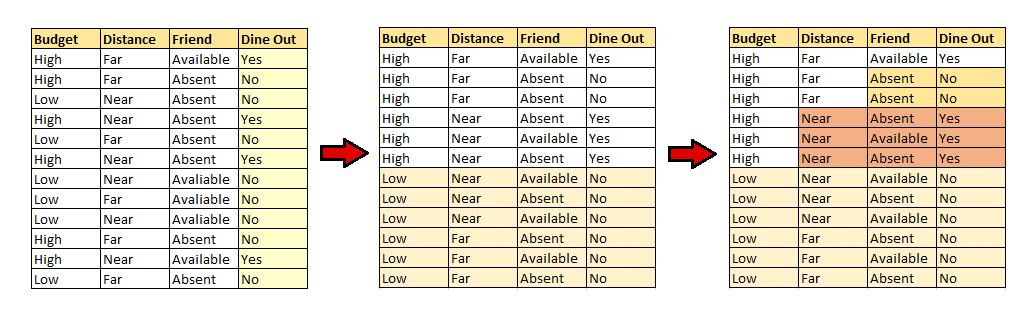 Budget Distance Friend Dine Out
High Far Available Yes
High Far Absent No
Low Near Absent No
High Near Absent Yes
Low Far Absent No
High Near Absent Yes
Low Near Avaliable No
Low Far Avaliable No
Low Near Avaliable No
High Far Absent No
High Near Available Yes
Low Far Absent No
Budget Distance Friend Dine Out
High Far Available Yes
High Far Absent No
High Far Absent No
High Near Absent Yes
High Near Available Yes
High Near Absent Yes
Low Near Available No
Low Near Absent No
Low Near Available No
Low Far Absent No
Low Far Available No
Low Far Absent No
Budget Distance Friend Dine Out
High Far Available Yes
High Far Absent No
High Far Absent No
High Near Absent Yes
High Near Available Yes
High Near Absent Yes
Low Near Available No
Low Near Absent No
Low Near Available No
Low Far Absent No
Low Far Available No
Low Far Absent No